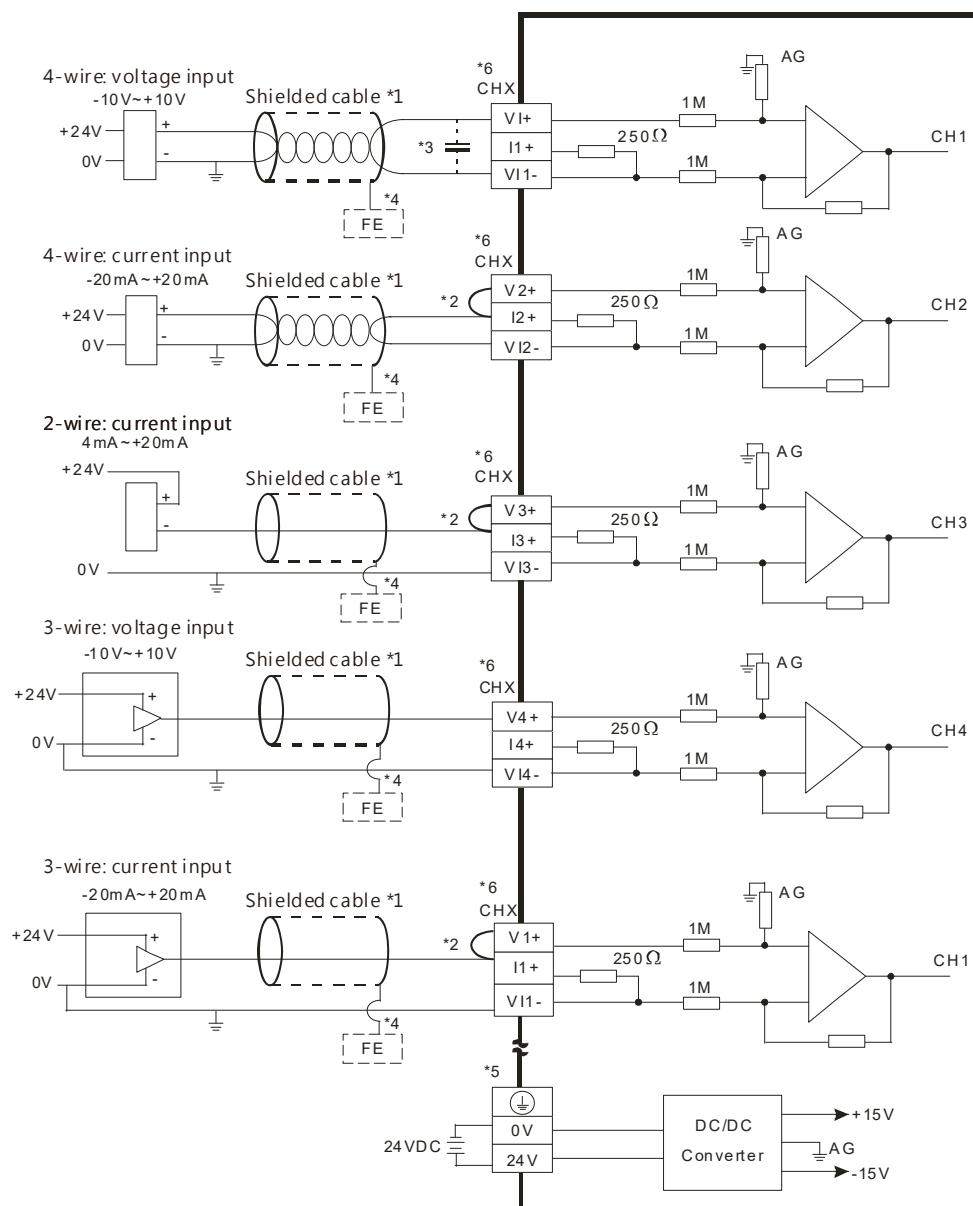 4-wire: voltage input
-10V~+10V
+24V
0V
+
-
Shielded cable *1
*4
FE
*3
*6
CHX
VI+
I1+
VI1-
250Ω
1M
1M
AG
CH1
4-wire: current input
-20mA~+20mA
+24V
0V
+
-
Shielded cable *1
*4
FE
*2
*6
CHX
V2+
I2+
VI2-
250Ω
1M
1M
AG
CH2
2-wire: current input
4mA~+20mA
+24V
+
-
0V
Shielded cable *1
*4
FE
*2
*6
CHX
V3+
I3+
VI3-
250Ω
1M
1M
AG
CH3
3-wire: voltage input
-10V~+10V
+24V
0V
+
-
Shielded cable *1
*4
FE
*6
CHX
V4+
I4+
VI4-
250Ω
1M
1M
AG
CH4
3-wire: current input
-20mA~+20mA
+24V
0V
+
-
Shielded cable *1
*4
FE
*2
*6
CHX
V1+
I1+
VI1-
250Ω
1M
1M
AG
CH1
*5
24VDC
0V
24V
DC/DC
Converter
+15V
AG
-15V